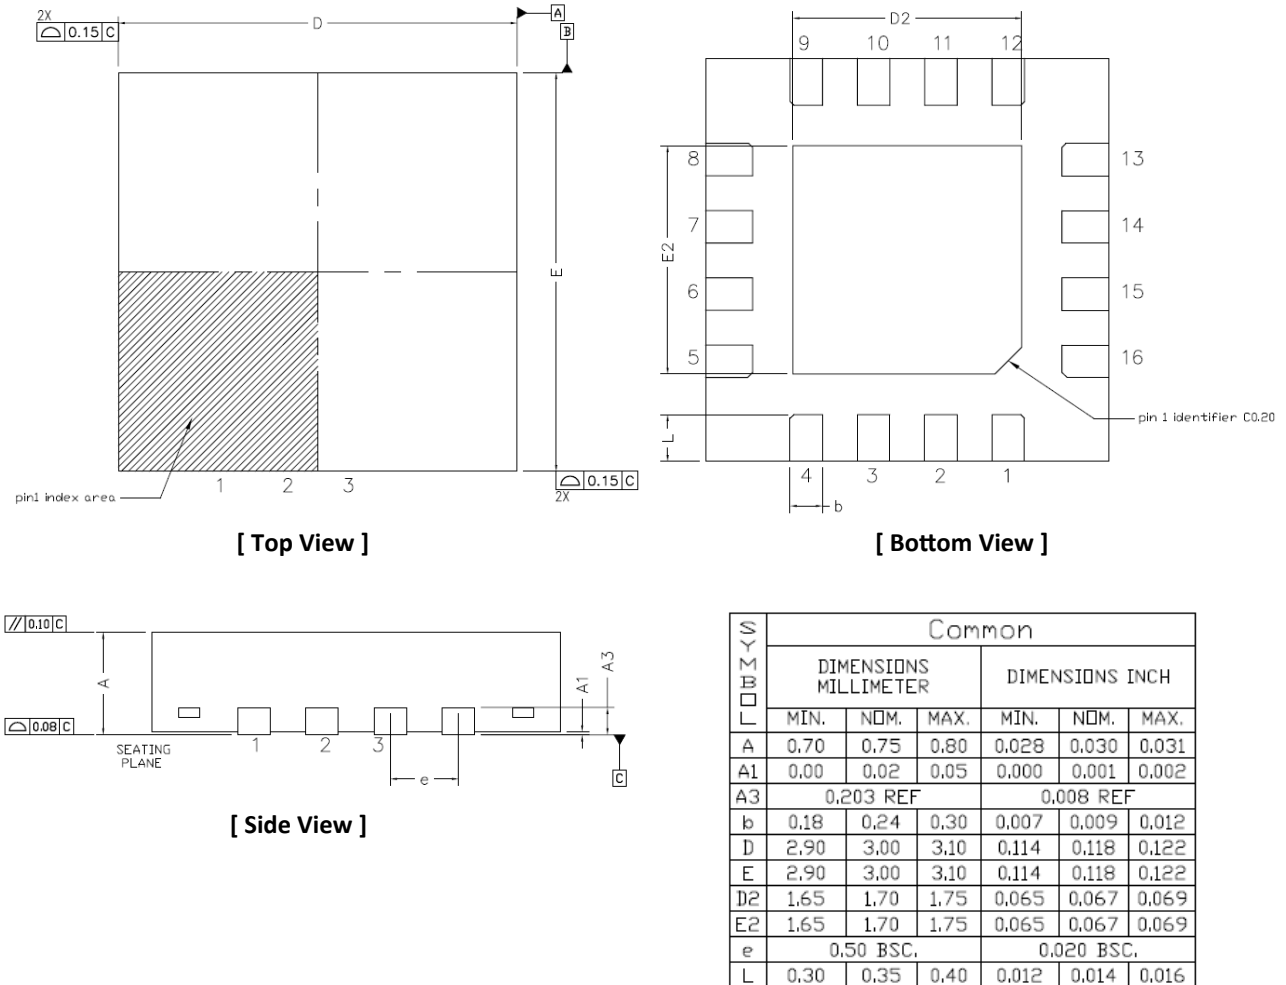 2X
⌓ 0.15 C
D
A
B
E
pin1 index area
1 2 3
⌓ 0.15 C
2X
[ Top View ]
D2
9 10 11 12
8
7
6
5
E2
L
13
14
15
16
pin 1 identifier C0.20
4 3 2 1
b
[ Bottom View ]
// 0.10 C
A
A3
A1
⌓ 0.08 C
SEATING
PLANE
1 2 3
e
C
[ Side View ]
SYMBOL
Common
DIMENSIONS
MILLIMETER
DIMENSIONS INCH
MIN. NOM. MAX. MIN. NOM. MAX.
A 0.70 0.75 0.80 0.028 0.030 0.031
A1 0.00 0.02 0.05 0.000 0.001 0.002
A3 0.203 REF 0.008 REF
b 0.18 0.24 0.30 0.007 0.009 0.012
D 2.90 3.00 3.10 0.114 0.118 0.122
E 2.90 3.00 3.10 0.114 0.118 0.122
D2 1.65 1.70 1.75 0.065 0.067 0.069
E2 1.65 1.70 1.75 0.065 0.067 0.069
e 0.50 BSC. 0.020 BSC.
L 0.30 0.35 0.40 0.012 0.014 0.016